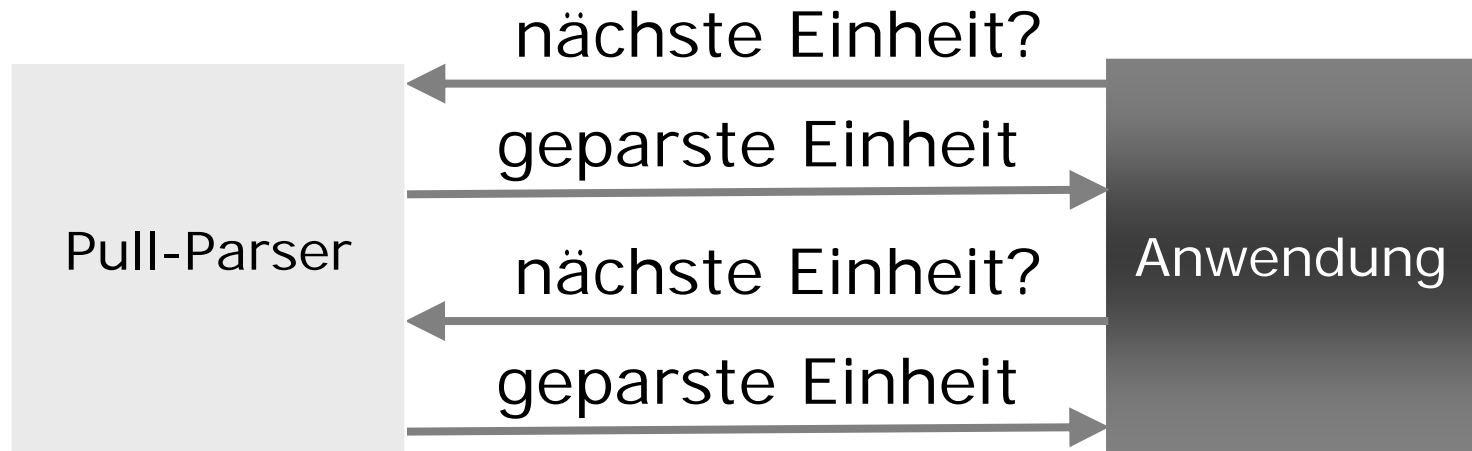 nächste Einheit?
geparste Einheit
Pull-Parser
nächste Einheit?
Anwendung
geparste Einheit